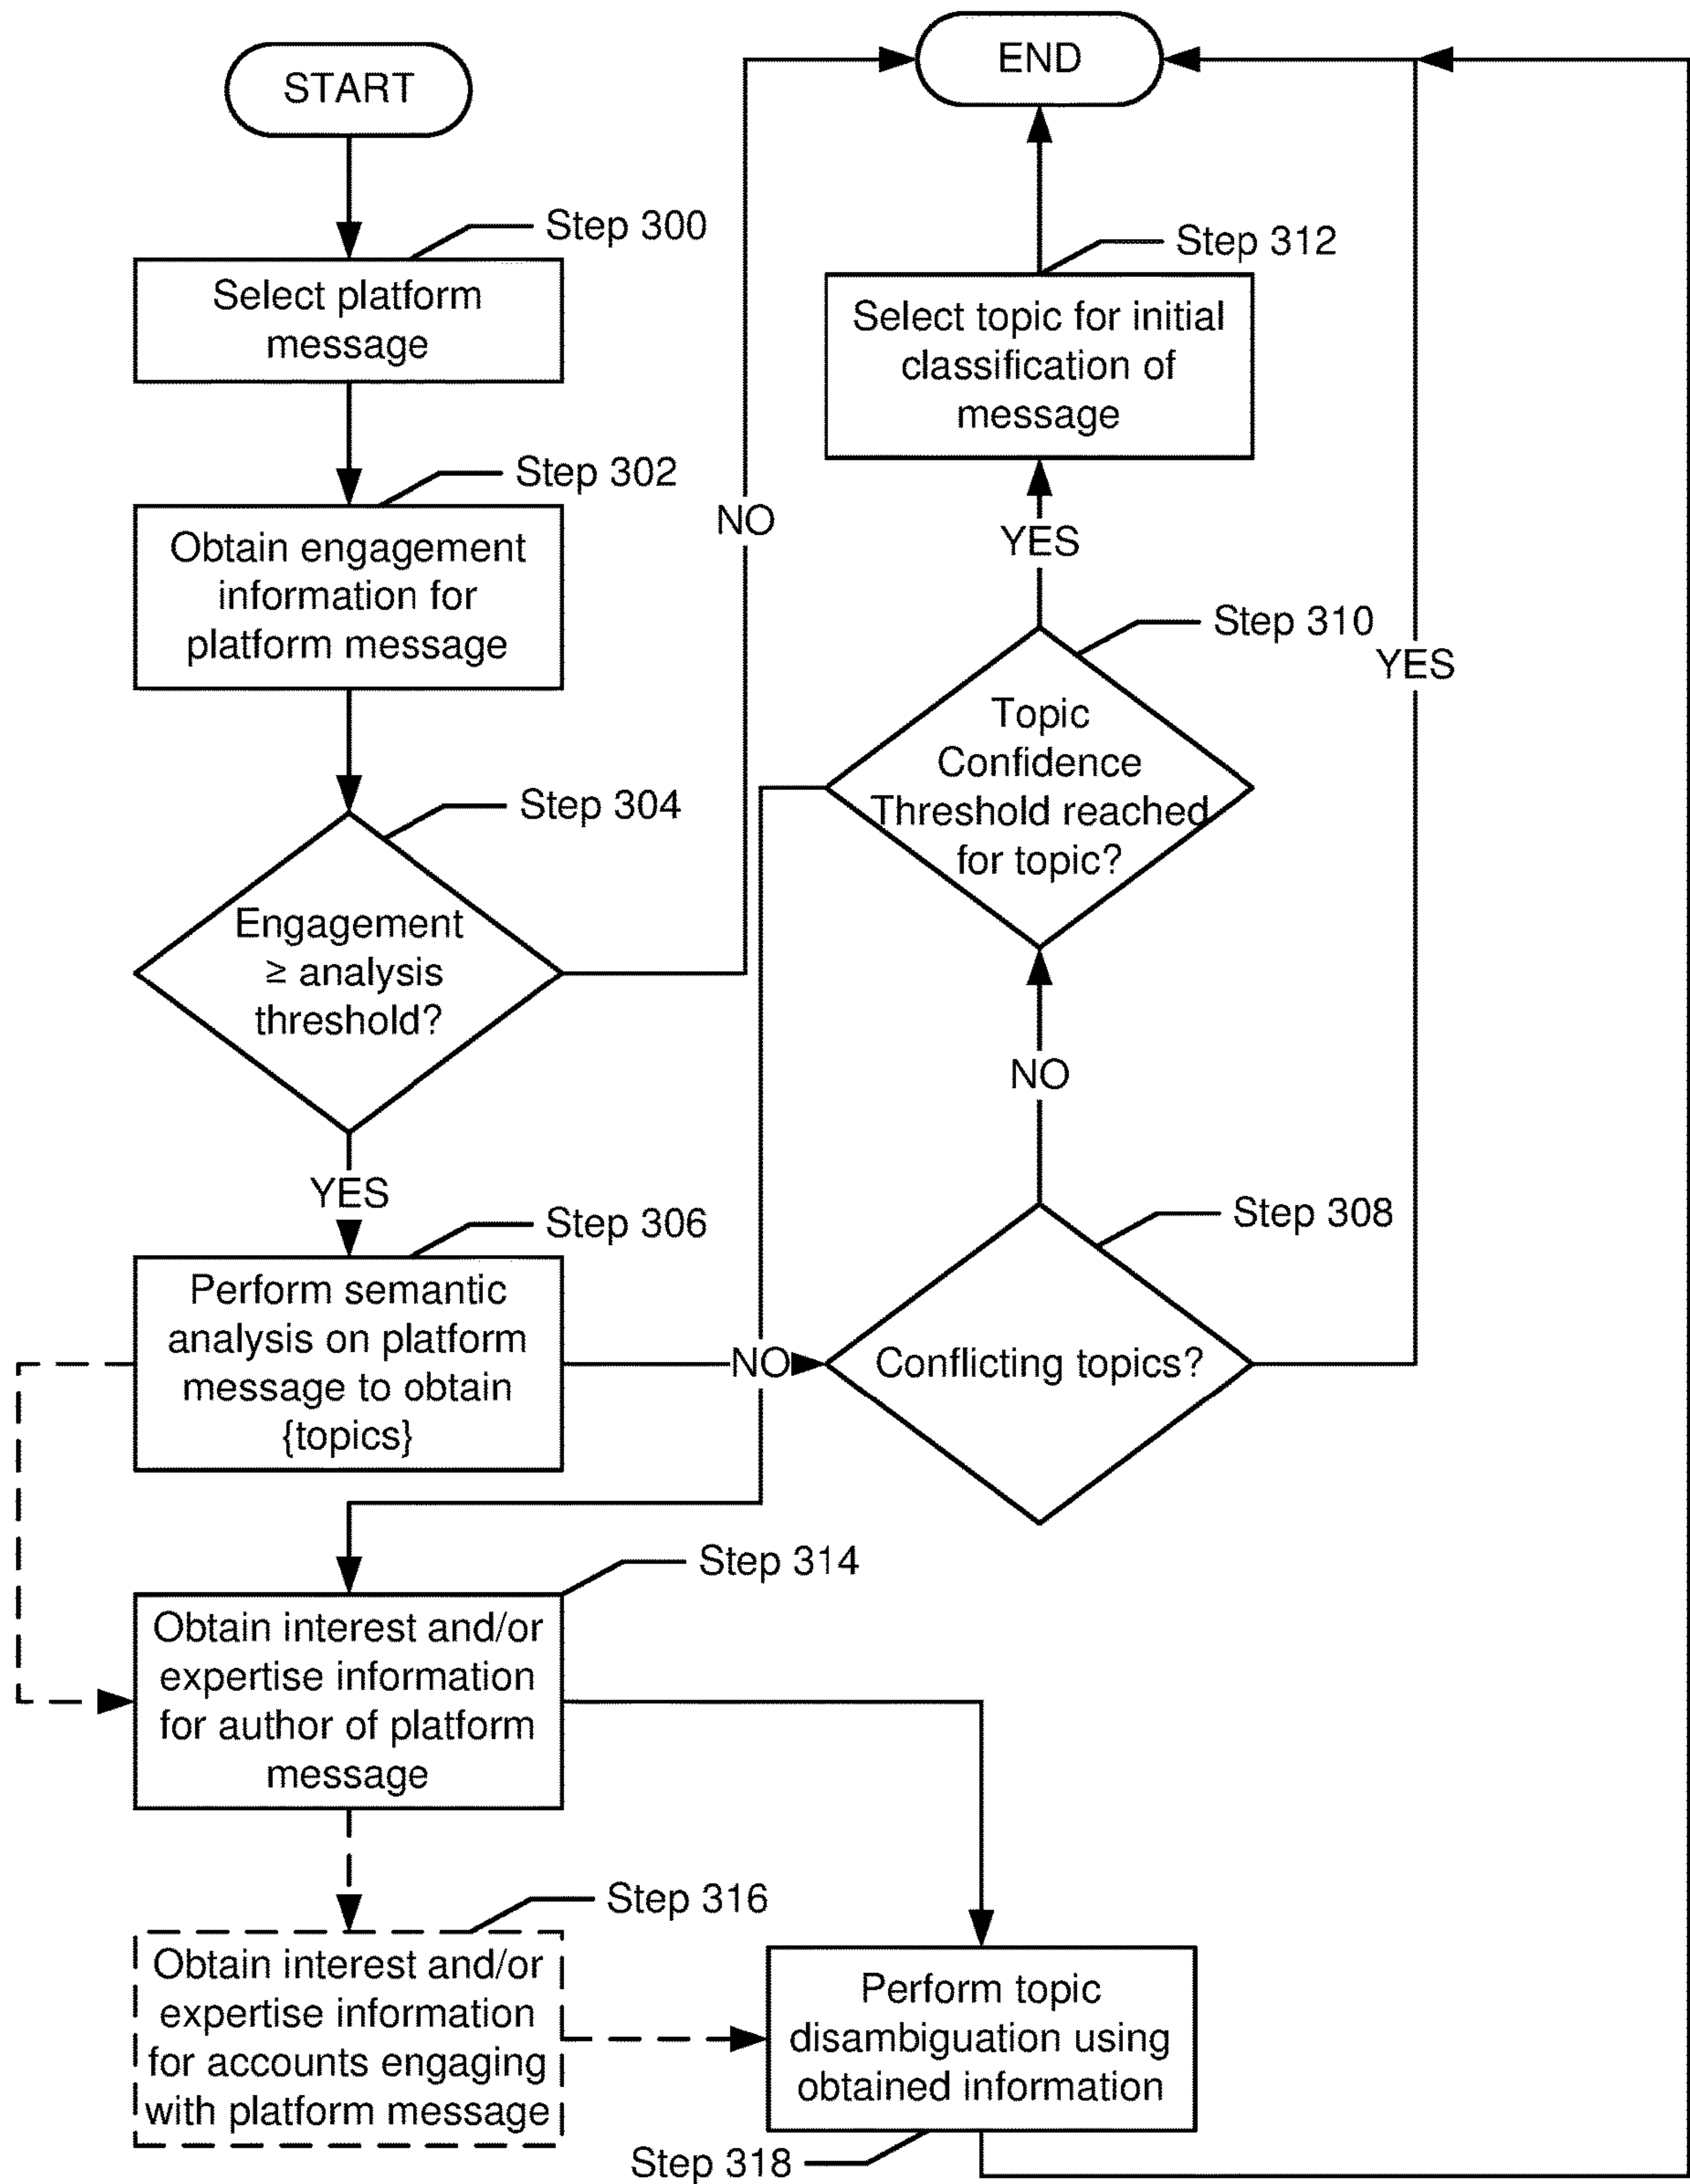 START
Step 300
Select platform
message
Step 302
Obtain engagement
information for
platform message
Step 304
Engagement
≥ analysis
threshold?
YES
Step 306
Perform semantic
analysis on platform
message to obtain
{topics}
NO
END
Step 312
Select topic for initial
classification of
message
YES
Step 310
Topic
Confidence
Threshold reached
for topic?
YES
NO
Step 308
Conflicting topics?
NO
Step 314
Obtain interest and/or
expertise information
for author of platform
message
Step 316
Obtain interest and/or
expertise information
for accounts engaging
with platform message
Perform topic
disambiguation using
obtained information
Step 318